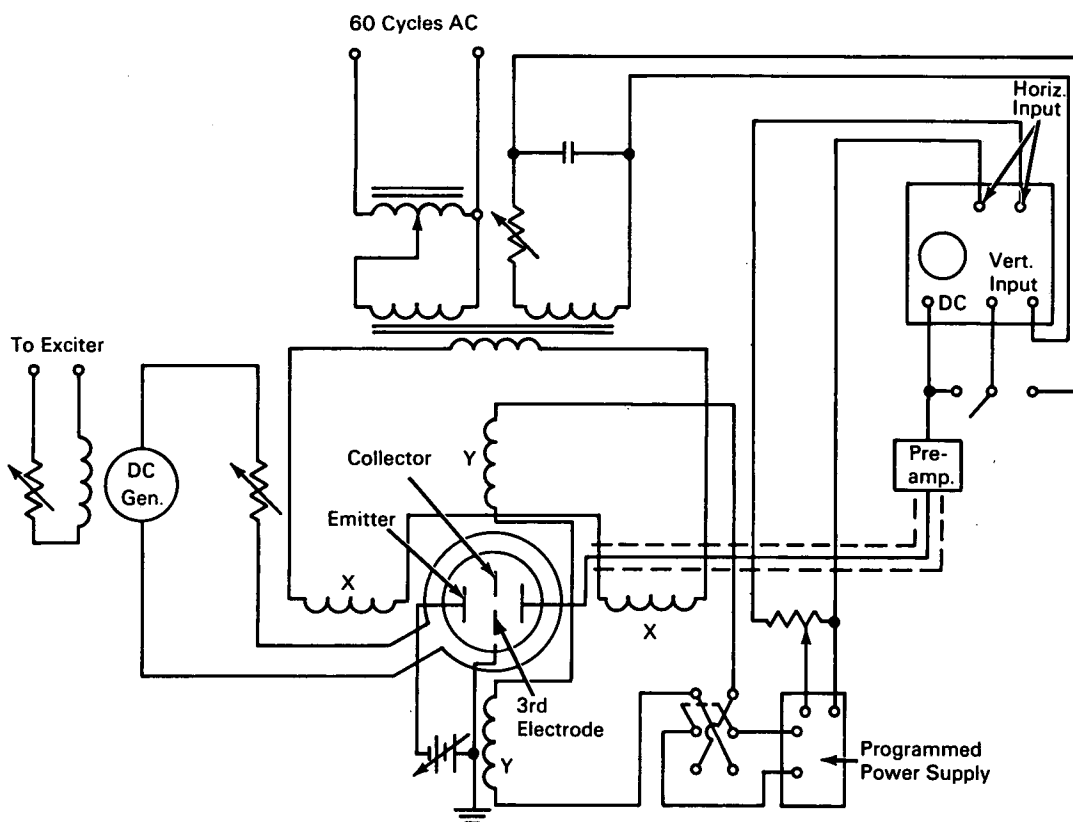 60 Cycles AC
Horiz.
Input
Vert.
Input
DC
To Exciter
DC
Gen.
Collector
Y
Pre-
amp.
Emitter
X
X
3rd
Electrode
Y
Programmed
Power Supply